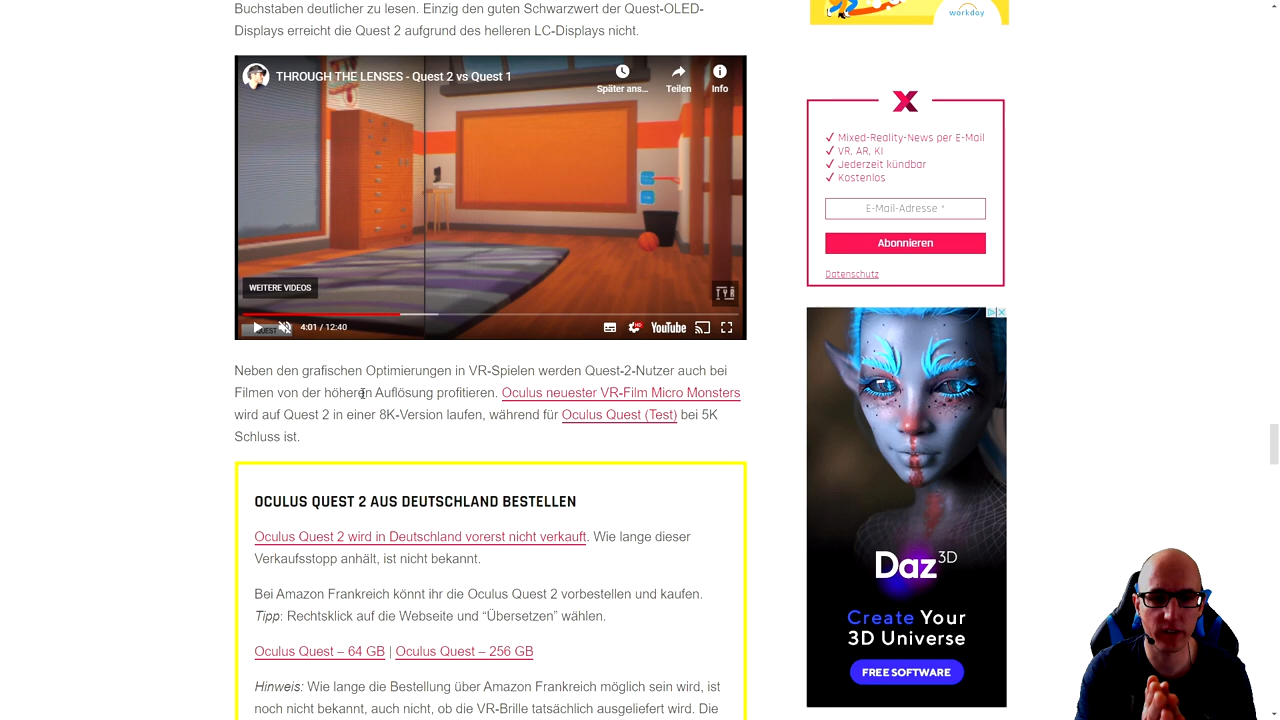 Buchstaben deutlicher zu lesen. Einzig den guten Schwarzwert der Quest-OLED-
Displays erreicht die Quest 2 aufgrund des helleren LC-Displays nicht.
THROUGH THE LENSES - Quest 2 vs Quest 1
Später ans...
Teilen
Info
WEITERE VIDEOS
TYR
QUEST
4:01 / 12:40
HD
YouTube
Neben den grafischen Optimierungen in VR-Spielen werden Quest-2-Nutzer auch bei
Filmen von der höheren Auflösung profitieren. Oculus neuester VR-Film Micro Monsters
wird auf Quest 2 in einer 8K-Version laufen, während für Oculus Quest (Test) bei 5K
Schluss ist.
OCULUS QUEST 2 AUS DEUTSCHLAND BESTELLEN
Oculus Quest 2 wird in Deutschland vorerst nicht verkauft. Wie lange dieser
Verkaufsstopp anhält, ist nicht bekannt.
Bei Amazon Frankreich könnt ihr die Oculus Quest 2 vorbestellen und kaufen.
Tipp: Rechtsklick auf die Webseite und “Übersetzen” wählen.
Oculus Quest – 64 GB | Oculus Quest – 256 GB
Hinweis: Wie lange die Bestellung über Amazon Frankreich möglich sein wird, ist
noch nicht bekannt, auch nicht, ob die VR-Brille tatsächlich ausgeliefert wird. Die
workday
X
✓ Mixed-Reality-News per E-Mail
✓ VR, AR, KI
✓ Jederzeit kündbar
✓ Kostenlos
E-Mail-Adresse *
Abonnieren
Datenschutz
Daz 3D
Create Your
3D Universe
FREE SOFTWARE